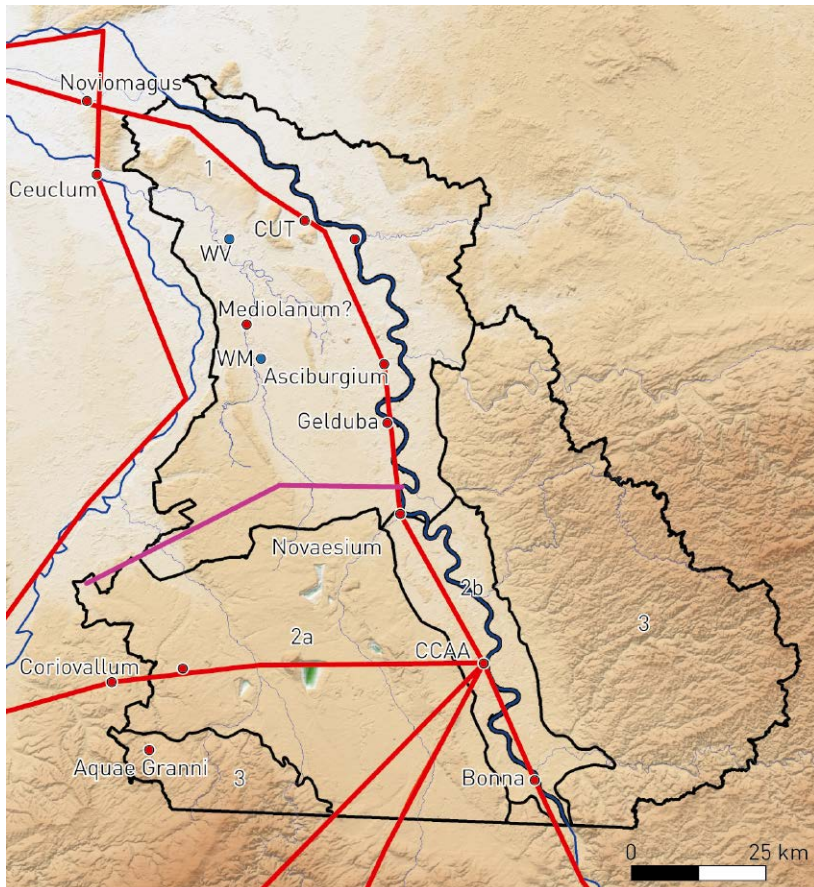 Noviomagus
1
Ceuclum
CUT
WV
Mediolanum?
WM
Asciburgium
Gelduba
Novaesium
2b
2a
3
CCAA
Coriovallum
Aquae Granni
3
Bonna
0 25 km